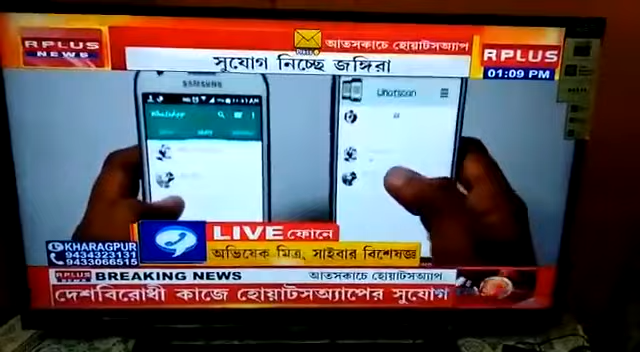 RPLUS
NEWS
আতসকাচে হোয়াটসঅ্যাপ
সুযোগ নিচ্ছে জঙ্গিরা
RPLUS
01:09 PM
SAMSUNG
WhatsApp
Whatscan
KHARAGPUR
9434323131
9433066515
LIVE ফোনে
অভিষেক মিত্র, সাইবার বিশেষজ্ঞ
RPLUS
NEWS
BREAKING NEWS
আতসকাচে হোয়াটসঅ্যাপ
দেশবিরোধী কাজে হোয়াটসঅ্যাপের সুযোগ